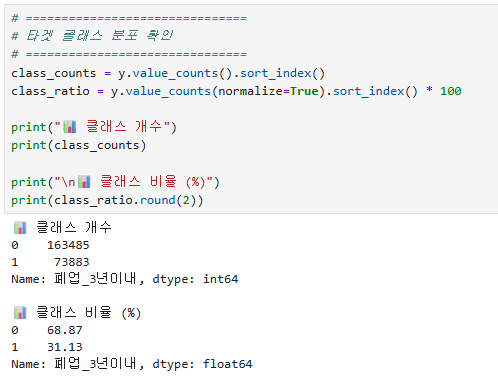 # ==============================
# 타겟 클래스 분포 확인
# ==============================
class_counts = y.value_counts().sort_index()
class_ratio = y.value_counts(normalize=True).sort_index() * 100
print("📊 클래스 개수")
print(class_counts)
print("\n📊 클래스 비율 (%)")
print(class_ratio.round(2))
📊 클래스 개수
0    163485
1     73883
Name: 폐업_3년이내, dtype: int64
📊 클래스 비율 (%)
0    68.87
1    31.13
Name: 폐업_3년이내, dtype: float64